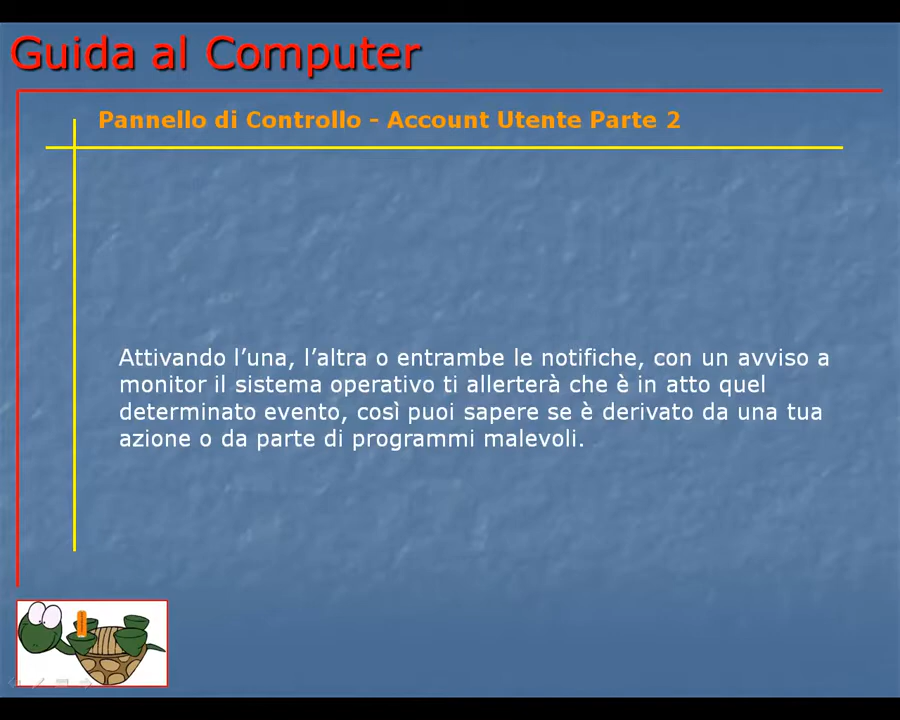 Guida al Computer
Pannello di Controllo - Account Utente Parte 2
Attivando l’una, l’altra o entrambe le notifiche, con un avviso a
monitor il sistema operativo ti allerterà che è in atto quel
determinato evento, così puoi sapere se è derivato da una tua
azione o da parte di programmi malevoli.